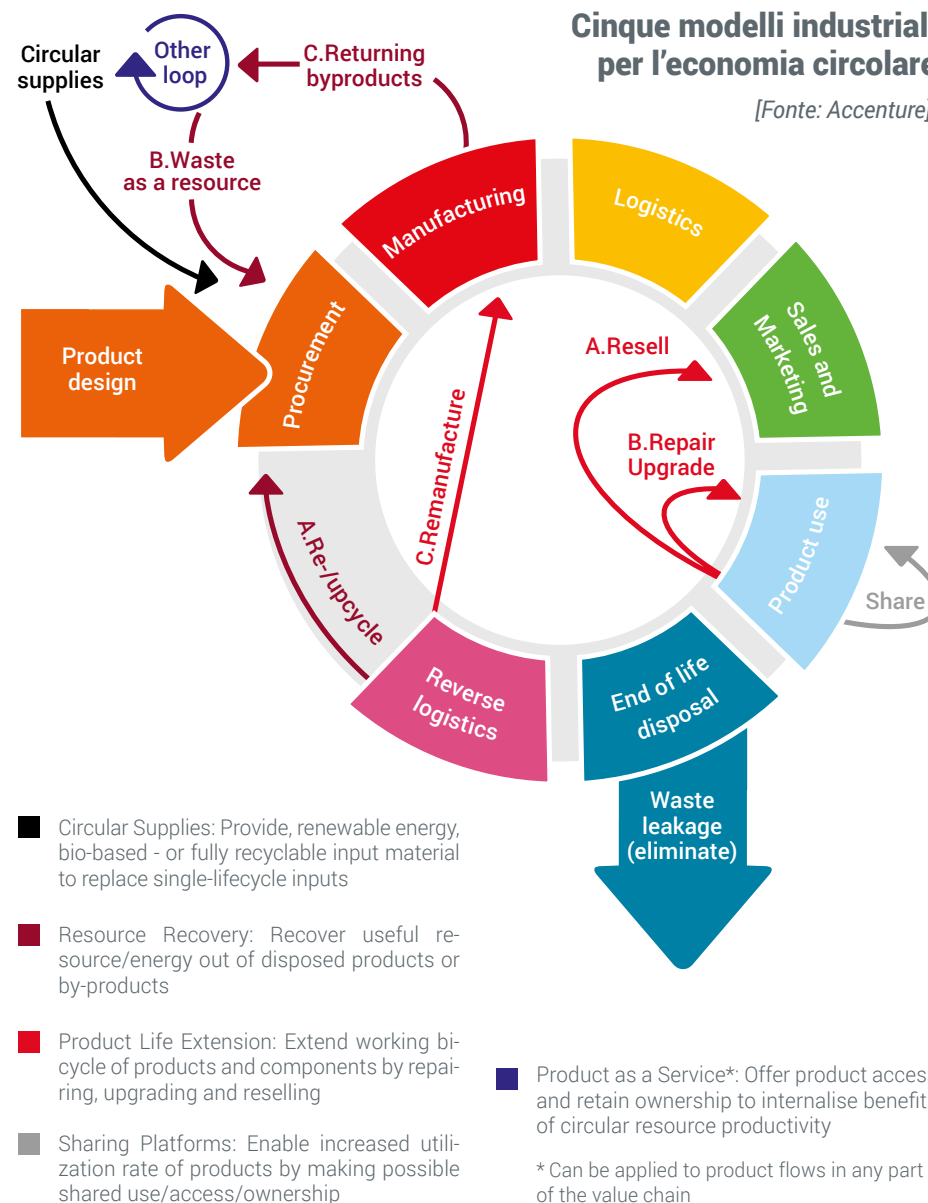 Cinque modelli industrial
per l'economia circolare
[Fonte: Accenture]
Circular
supplies
Other
loop
C.Returning
byproducts
B.Waste
as a resource
Manufacturing
Logistics
Sales and
Marketing
Procurement
Product
design
A.Resell
B.Repair
Upgrade
C.Remanufacture
A.Re-/upcycle
Product use
Share
Reverse
logistics
End of life
disposal
Waste
leakage
(eliminate)
Circular Supplies: Provide, renewable energy,
bio-based - or fully recyclable input material
to replace single-lifecycle inputs
Resource Recovery: Recover useful re-
source/energy out of disposed products or
by-products
Product Life Extension: Extend working bi-
cycle of products and components by repai-
ring, upgrading and reselling
Sharing Platforms: Enable increased utili-
zation rate of products by making possible
shared use/access/ownership
Product as a Service*: Offer product acces
and retain ownership to internalise benefit
of circular resource productivity
* Can be applied to product flows in any part
of the value chain